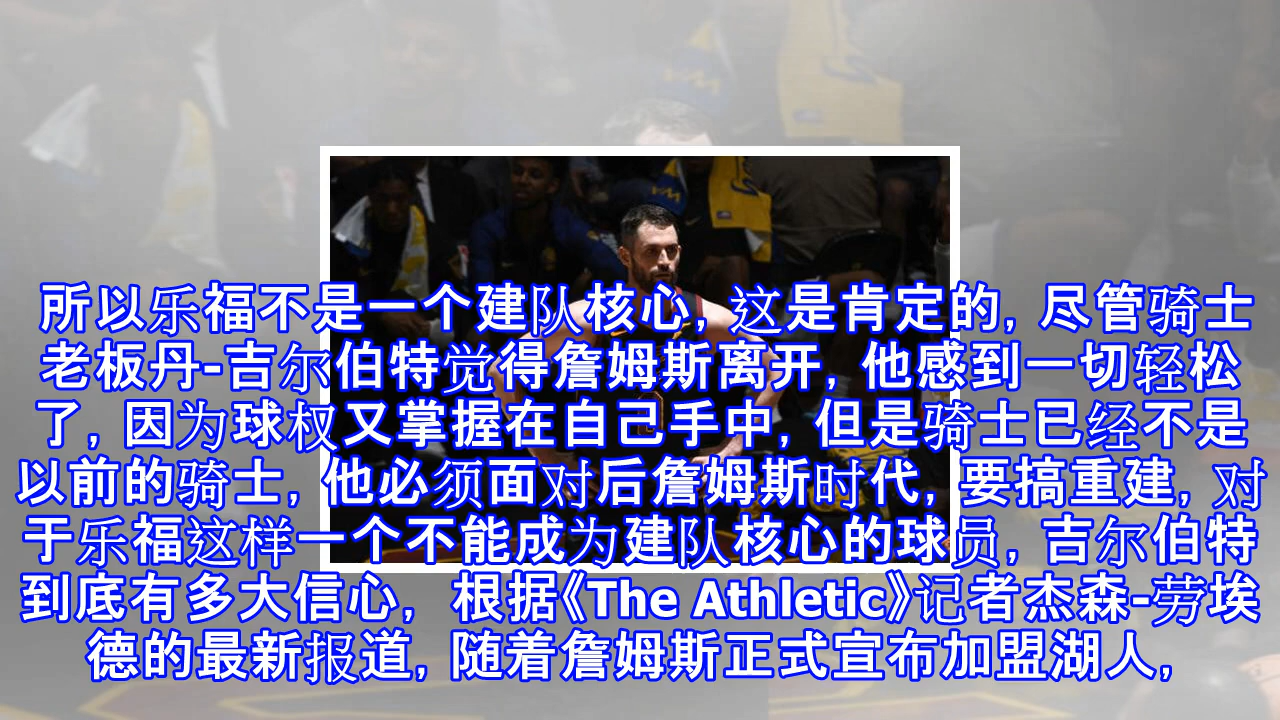 所以乐福不是一个建队核心, 这是肯定的, 尽管骑士
老板丹-吉尔伯特觉得詹姆斯离开, 他感到一切轻松
了, 因为球权又掌握在自己手中, 但是骑士已经不是
以前的骑士, 他必须面对后詹姆斯时代, 要搞重建, 对
于乐福这样一个不能成为建队核心的球员, 吉尔伯特
到底有多大信心, 根据《The Athletic》记者杰森-劳埃
德的最新报道, 随着詹姆斯正式宣布加盟湖人,